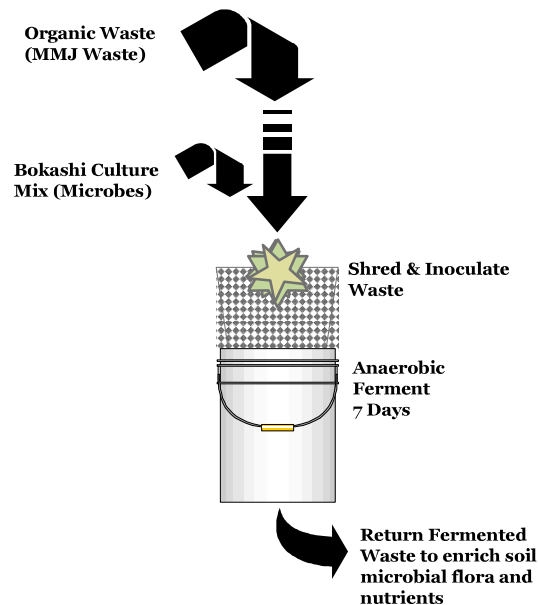 Organic Waste
(MMJ Waste)
Bokashi Culture
Mix (Microbes)
Shred & Inoculate
Waste
Anaerobic
Ferment
7 Days
Return Fermented
Waste to enrich soil
microbial flora and
nutrients